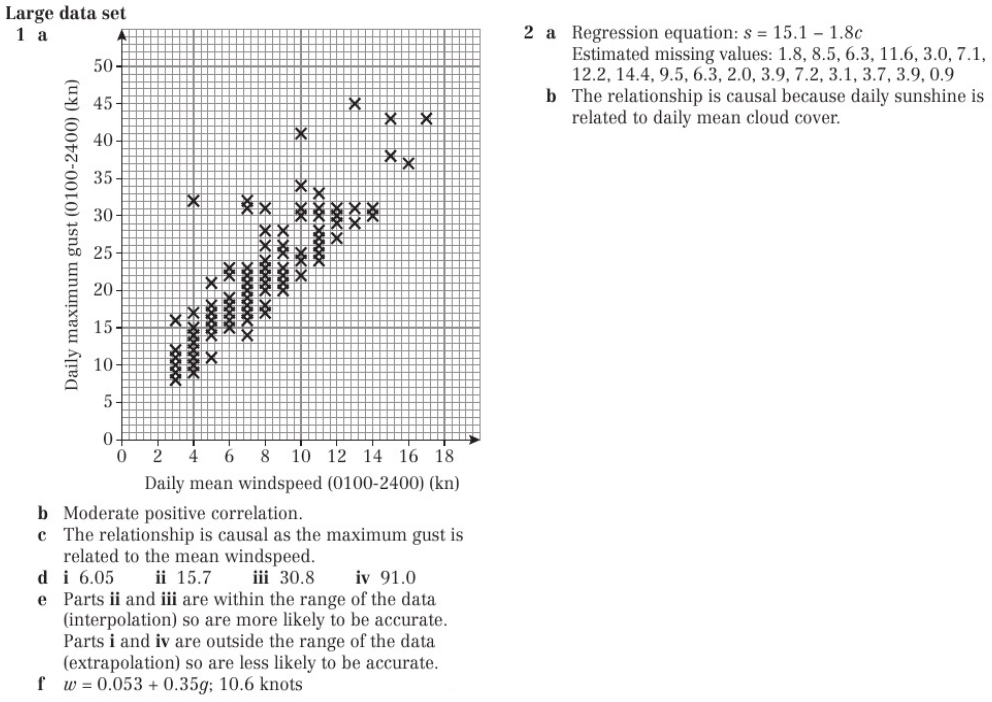 Large data set
1 a
50
45
40
35
30
25
20
15
10
5
0
Daily maximum gust (0100-2400) (kn)
0 2 4 6 8 10 12 14 16 18
Daily mean windspeed (0100-2400) (kn)
b Moderate positive correlation.
c The relationship is causal as the maximum gust is
related to the mean windspeed.
d i 6.05 ii 15.7 iii 30.8 iv 91.0
e Parts ii and iii are within the range of the data
(interpolation) so are more likely to be accurate.
Parts i and iv are outside the range of the data
(extrapolation) so are less likely to be accurate.
f w = 0.053 + 0.35g; 10.6 knots
2 a Regression equation: s = 15.1 – 1.8c
Estimated missing values: 1.8, 8.5, 6.3, 11.6, 3.0, 7.1,
12.2, 14.4, 9.5, 6.3, 2.0, 3.9, 7.2, 3.1, 3.7, 3.9, 0.9
b The relationship is causal because daily sunshine is
related to daily mean cloud cover.